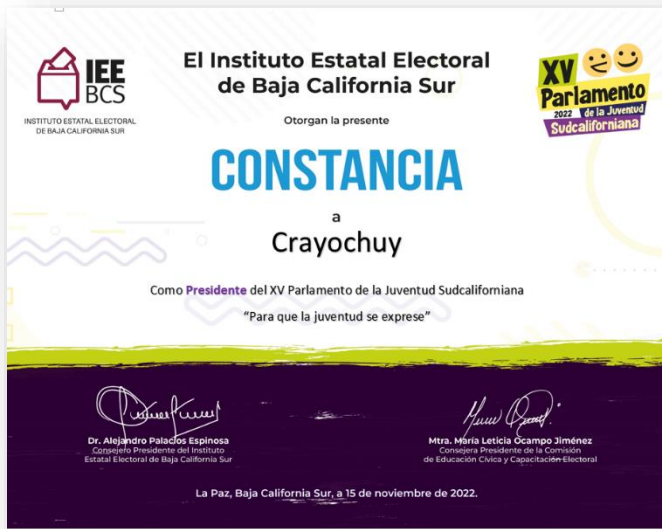 IEE
BCS
INSTITUTO ESTATAL ELECTORAL
DE BAJA CALIFORNIA SUR
El Instituto Estatal Electoral
de Baja California Sur
Otorgan la presente
XV
Parlamento
2022 de la Juventud
Sudcaliforniana
CONSTANCIA
a
Crayochuy
Como Presidente del XV Parlamento de la Juventud Sudcaliforniana
“Para que la juventud se exprese”
Dr. Alejandro Palacios Espinosa
Consejero Presidente del Instituto
Estatal Electoral de Baja California Sur
Mtra. María Leticia Ocampo Jiménez
Consejera Presidente de la Comisión
de Educación Cívica y Capacitación Electoral
La Paz, Baja California Sur, a 15 de noviembre de 2022.